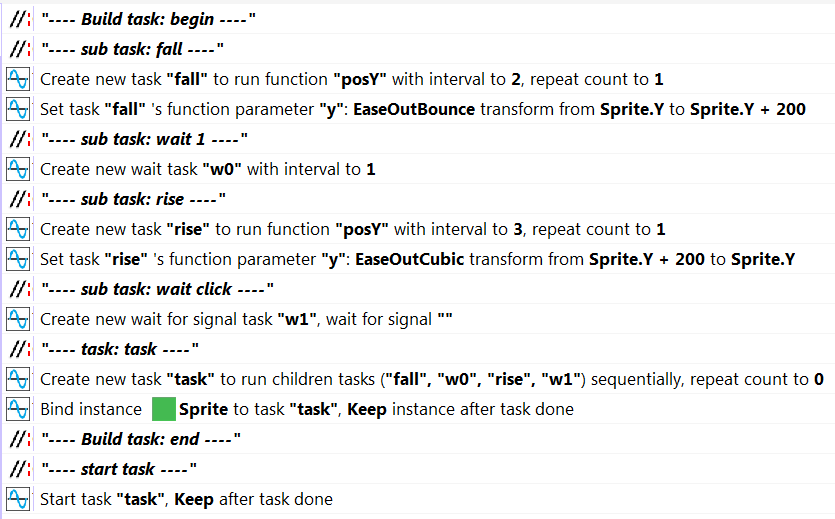 //: "---- Build task: begin ----"
//: "---- sub task: fall ----"
Create new task "fall" to run function "posY" with interval to 2, repeat count to 1
Set task "fall" 's function parameter "y": EaseOutBounce transform from Sprite.Y to Sprite.Y + 200
//: "---- sub task: wait 1 ----"
Create new wait task "w0" with interval to 1
//: "---- sub task: rise ----"
Create new task "rise" to run function "posY" with interval to 3, repeat count to 1
Set task "rise" 's function parameter "y": EaseOutCubic transform from Sprite.Y + 200 to Sprite.Y
//: "---- sub task: wait click ----"
Create new wait for signal task "w1", wait for signal ""
//: "---- task: task ----"
Create new task "task" to run children tasks ("fall", "w0", "rise", "w1") sequentially, repeat count to 0
Bind instance Sprite to task "task", Keep instance after task done
//: "---- Build task: end ----"
//: "---- start task ----"
Start task "task", Keep after task done